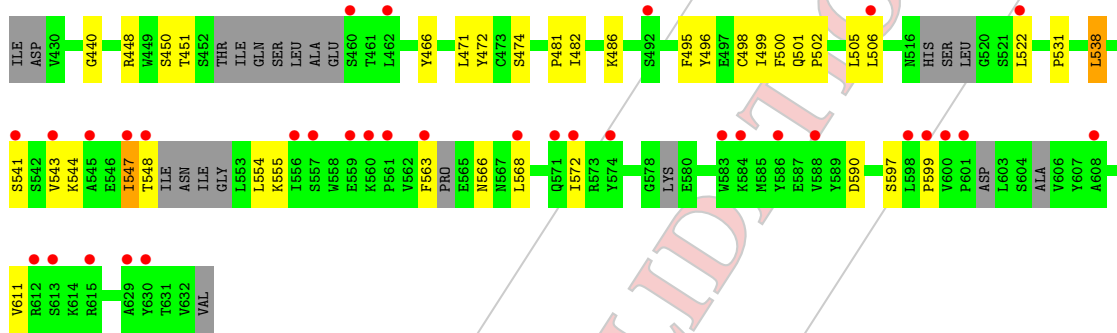 ILE ASP V430 G440 R448 W449 S450 T451 S452 THR ILE GLN SER LEU ALA GLU S460 T461 L462 Y466 L471 Y472 C473 S474 P481 I482 K486 S492 F495 Y496 E497 C498 I499 F500 Q501 P502 L505 L506 N516 HIS SER LEU G520 S521 L522 P531 L538
S541 S542 V543 K544 A545 E546 I547 T548 ILE ASN ILE GLY L553 L554 K555 I556 S557 W558 E559 K560 P561 V562 F563 PRO E565 N566 N567 L568 Q571 I572 R573 Y574 G578 LYS E580 W583 K584 M585 Y586 E587 V588 Y589 D590 S597 L598 P599 V600 P601 ASP L603 S604 ALA V606 Y607 A608
V611 R612 S613 K614 R615 A629 Y630 T631 V632 VAL